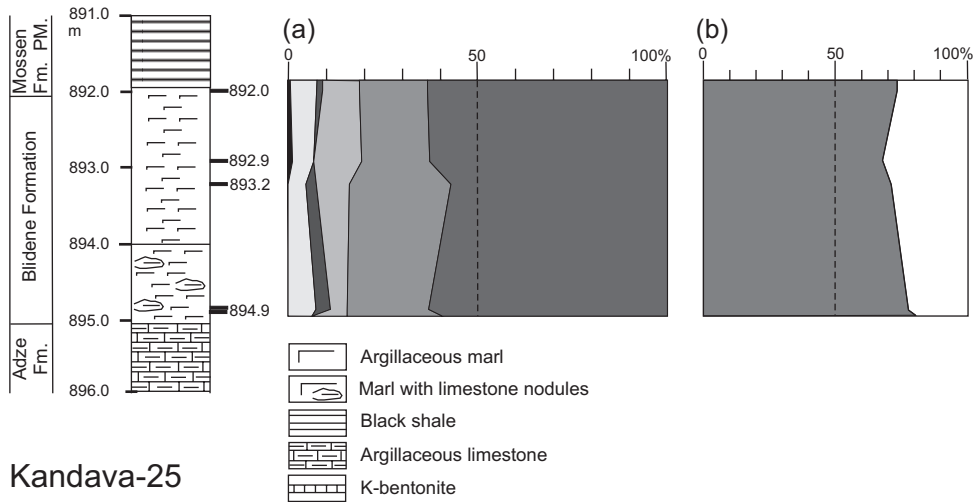 891.0
m
892.0
893.0
894.0
895.0
896.0
Mossen
Fm. PM.
Blidene Formation
Adze
Fm.
892.0
892.9
893.2
894.9
(a)
0 50 100%
(b)
0 50 100%
Argillaceous marl
Marl with limestone nodules
Black shale
Argillaceous limestone
K-bentonite
Kandava-25